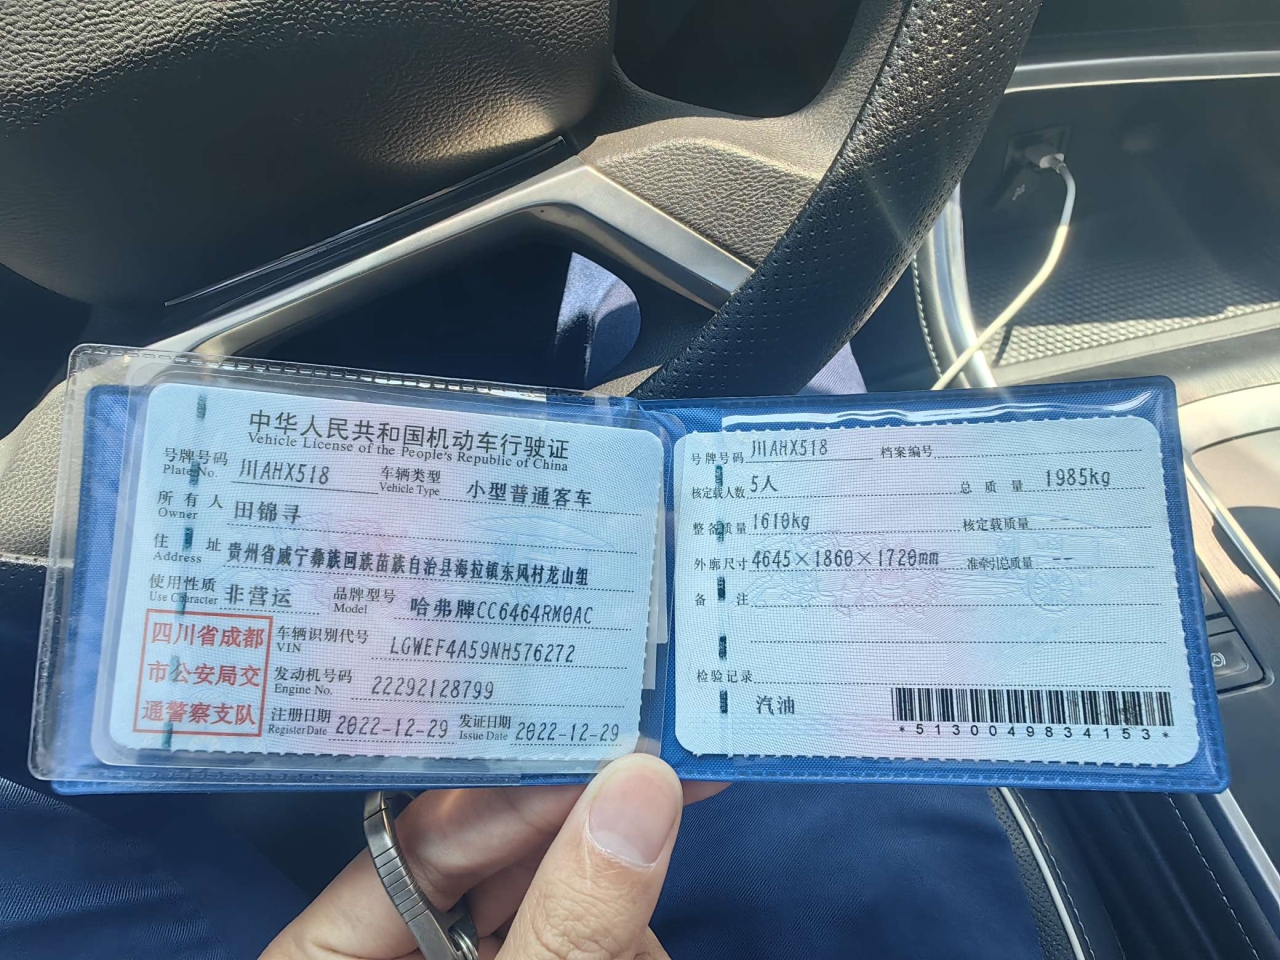 中华人民共和国机动车行驶证
Vehicle License of the People's Republic of China
号牌号码 川AHX518 车辆类型 小型普通客车
Plate No. Vehicle Type
所有人 田锦寻
Owner
住址 贵州省威宁彝族回族苗族自治县海拉镇东风村龙山组
Address
使用性质 非营运 品牌型号 哈弗牌CC6464RM0AC
Use Character Model
四川省成都
市公安局交
通警察支队
车辆识别代号 LGWEF4A59NH576272
VIN
发动机号码 22292128799
Engine No.
注册日期 2022-12-29 发证日期 2022-12-29
Register Date Issue Date
号牌号码 川AHX518 档案编号
核定载人数 5人 总质量 1985kg
整备质量 1610kg 核定载质量 --
外廓尺寸 4645×1860×1720mm 准牵引总质量 --
备注
检验记录
汽油
*5130049834153*